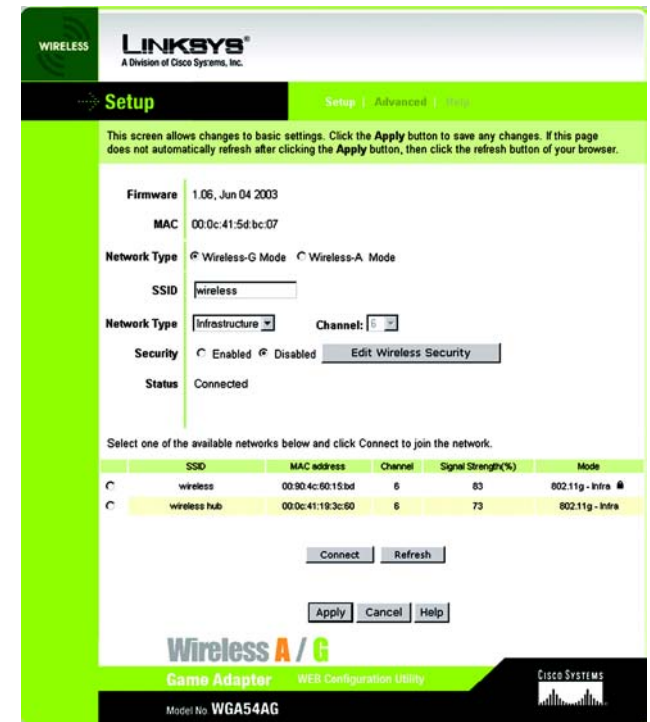 WIRELESS
LINKSYS®
A Division of Cisco Systems, Inc.
Setup
Setup | Advanced | Help
This screen allows changes to basic settings. Click the Apply button to save any changes. If this page
does not automatically refresh after clicking the Apply button, then click the refresh button of your browser.
Firmware 1.06, Jun 04 2003
MAC 00:0c:41:5d:bc:07
Network Type Wireless-G Mode Wireless-A Mode
SSID wireless
Network Type Infrastructure Channel: 6
Security Enabled Disabled Edit Wireless Security
Status Connected
Select one of the available networks below and click Connect to join the network.
SSID MAC address Channel Signal Strength(%) Mode
wireless 00:90:4c:60:15:bd 6 83 802.11g - Infra
wireless hub 00:0c:41:19:3c:60 6 73 802.11g - Infra
Connect Refresh
Apply Cancel Help
Wireless A / G
Game Adapter WEB Configuration Utility
CISCO SYSTEMS
Model No. WGA54AG